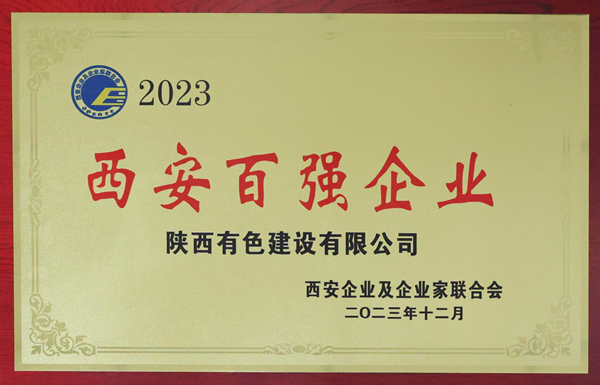 2023
西安百强企业
陕西有色建设有限公司
西安企业及企业家联合会
二〇二三年十二月